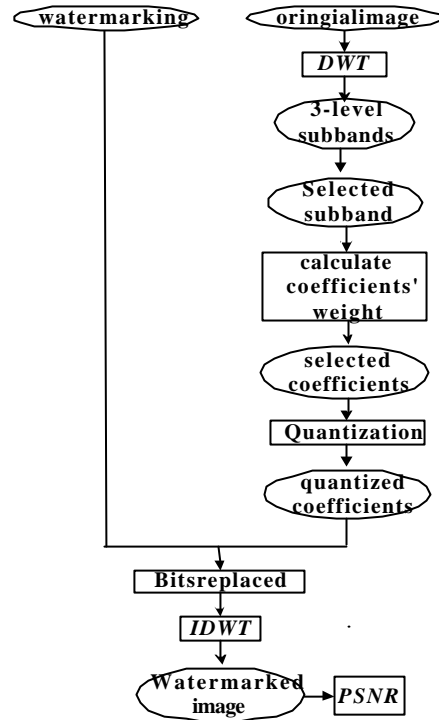 watermarking
oringialimage
DWT
3-level
subbands
Selected
subband
calculate
coefficients'
weight
selected
coefficients
Quantization
quantized
coefficients
Bitsreplaced
IDWT
Watermarked
image
PSNR